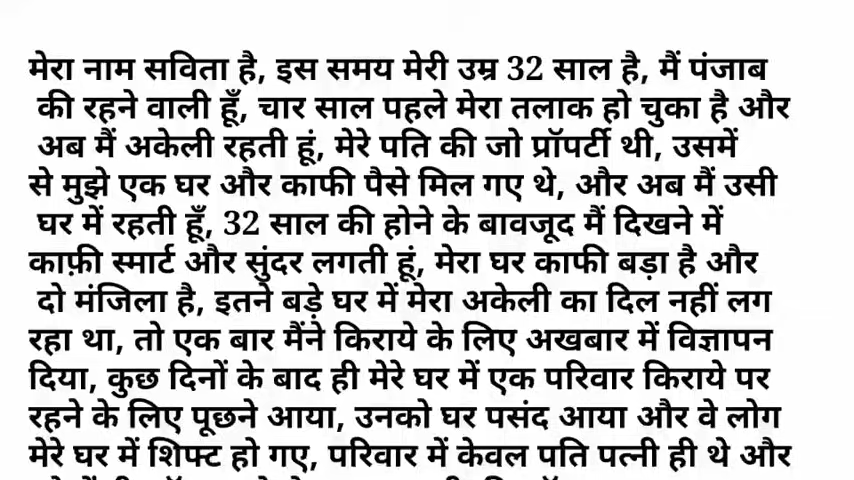 मेरा नाम सविता है, इस समय मेरी उम्र 32 साल है, मैं पंजाब
की रहने वाली हूँ, चार साल पहले मेरा तलाक हो चुका है और
अब मैं अकेली रहती हूं, मेरे पति की जो प्रॉपर्टी थी, उसमें
से मुझे एक घर और काफी पैसे मिल गए थे, और अब मैं उसी
घर में रहती हूँ, 32 साल की होने के बावजूद मैं दिखने में
काफ़ी स्मार्ट और सुंदर लगती हूं, मेरा घर काफी बड़ा है और
दो मंजिला है, इतने बड़े घर में मेरा अकेली का दिल नहीं लग
रहा था, तो एक बार मैंने किराये के लिए अखबार में विज्ञापन
दिया, कुछ दिनों के बाद ही मेरे घर में एक परिवार किराये पर
रहने के लिए पूछने आया, उनको घर पसंद आया और वे लोग
मेरे घर में शिफ्ट हो गए, परिवार में केवल पति पत्नी ही थे और